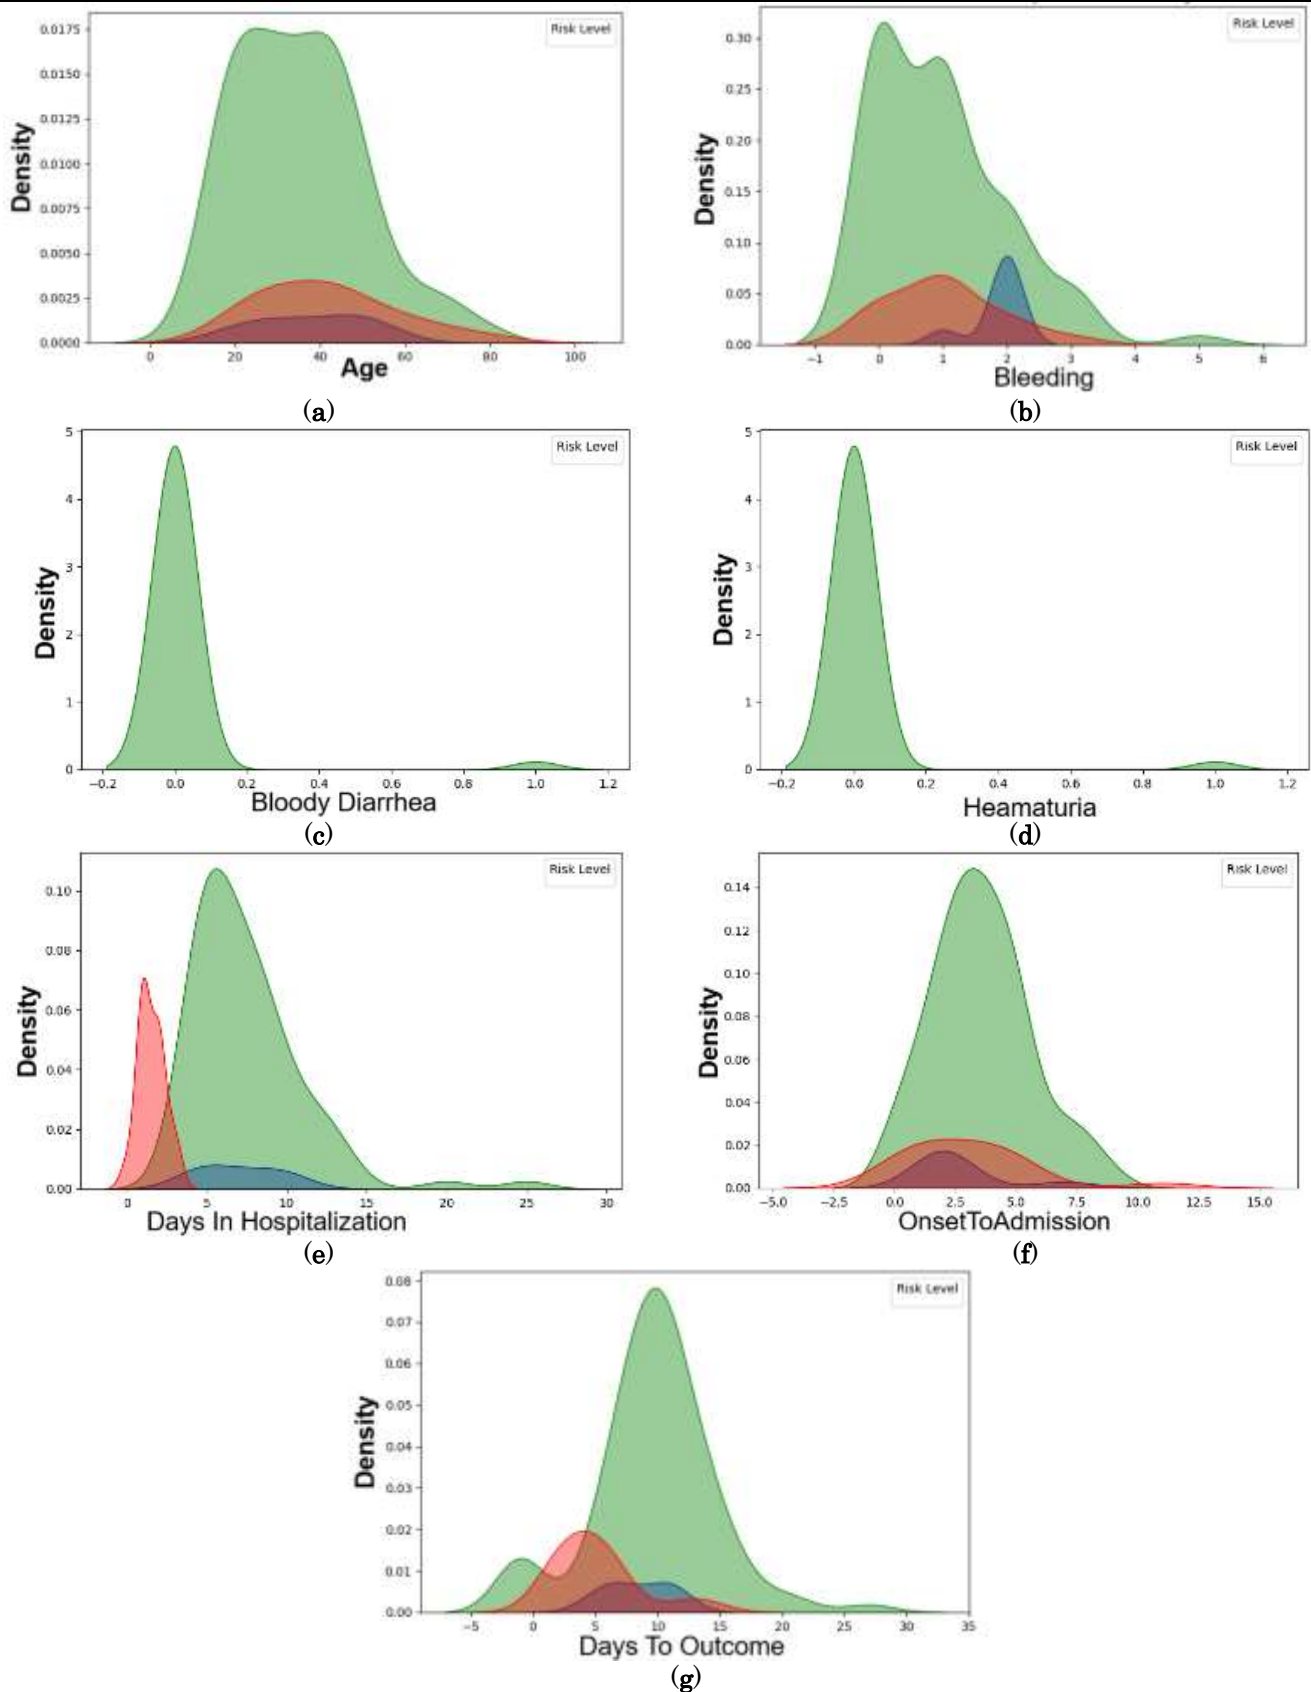 Risk Level
0.0175
0.0150
0.0125
0.0100
0.0075
0.0050
0.0025
0.0000
Density
0 20 40 60 80 100
Age
(a)
Risk Level
0.30
0.25
0.20
0.15
0.10
0.05
0.00
Density
−1 0 1 2 3 4 5 6
Bleeding
(b)
Risk Level
5
4
3
2
1
0
Density
−0.2 0.0 0.2 0.4 0.6 0.8 1.0 1.2
Bloody Diarrhea
(c)
Risk Level
5
4
3
2
1
0
Density
−0.2 0.0 0.2 0.4 0.6 0.8 1.0 1.2
Heamaturia
(d)
Risk Level
0.10
0.08
0.06
0.04
0.02
0.00
Density
0 5 10 15 20 25 30
Days In Hospitalization
(e)
Risk Level
0.14
0.12
0.10
0.08
0.06
0.04
0.02
0.00
Density
−5.0 −2.5 0.0 2.5 5.0 7.5 10.0 12.5 15.0
OnsetToAdmission
(f)
Risk Level
0.08
0.07
0.06
0.05
0.04
0.03
0.02
0.01
0.00
Density
−5 0 5 10 15 20 25 30 35
Days To Outcome
(g)